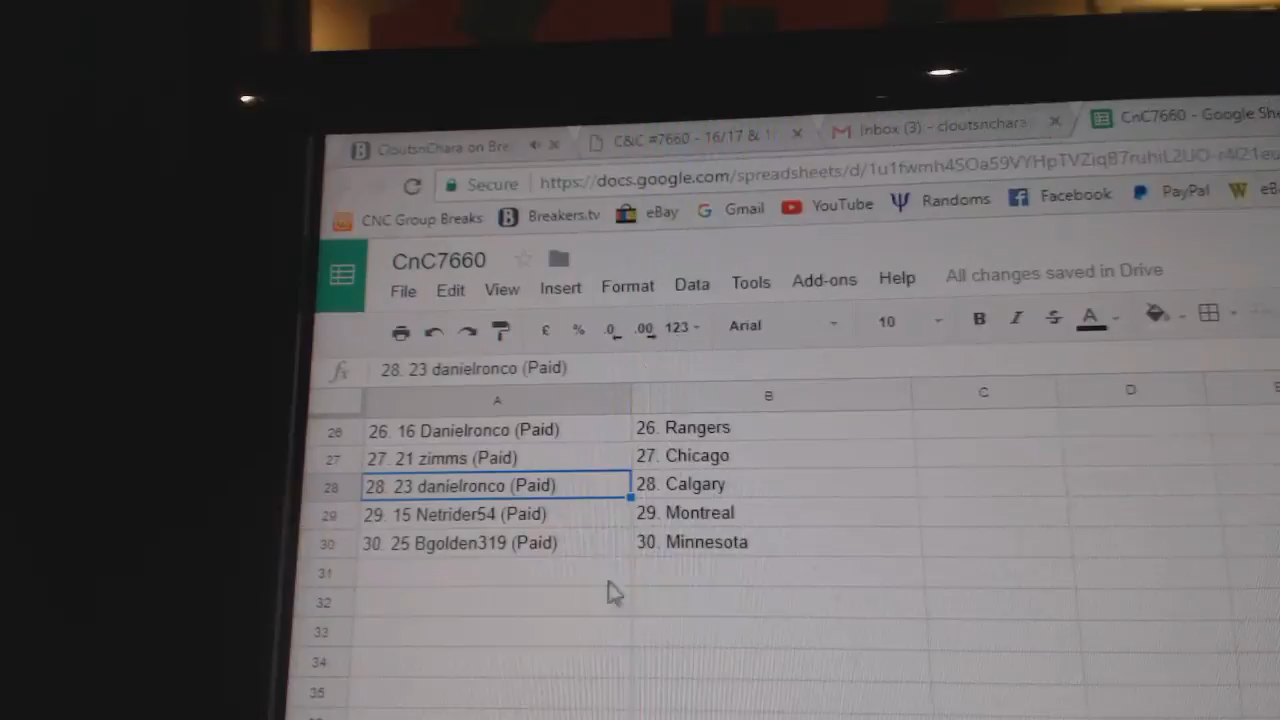 CloutsnChara on Bre
C&C #7660 - 16/17 & 1
Inbox (3) - cloutsnchara
CnC7660 - Google She
Secure
https://docs.google.com/spreadsheets/d/
CNC Group Breaks
Breakers.tv
eBay
Gmail
YouTube
Randoms
Facebook
PayPal
CnC7660
File Edit View Insert Format Data Tools Add-ons Help All changes saved in Drive
£ % .0 .00 123 Arial 10 B I S A
fx 28. 23 danielronco (Paid)
A B C D
26 26. 16 Danielronco (Paid) 26. Rangers
27 27. 21 zimms (Paid) 27. Chicago
28 28. 23 danielronco (Paid) 28. Calgary
29 29. 15 Netrider54 (Paid) 29. Montreal
30 30. 25 Bgolden319 (Paid) 30. Minnesota
31
32
33
34
35